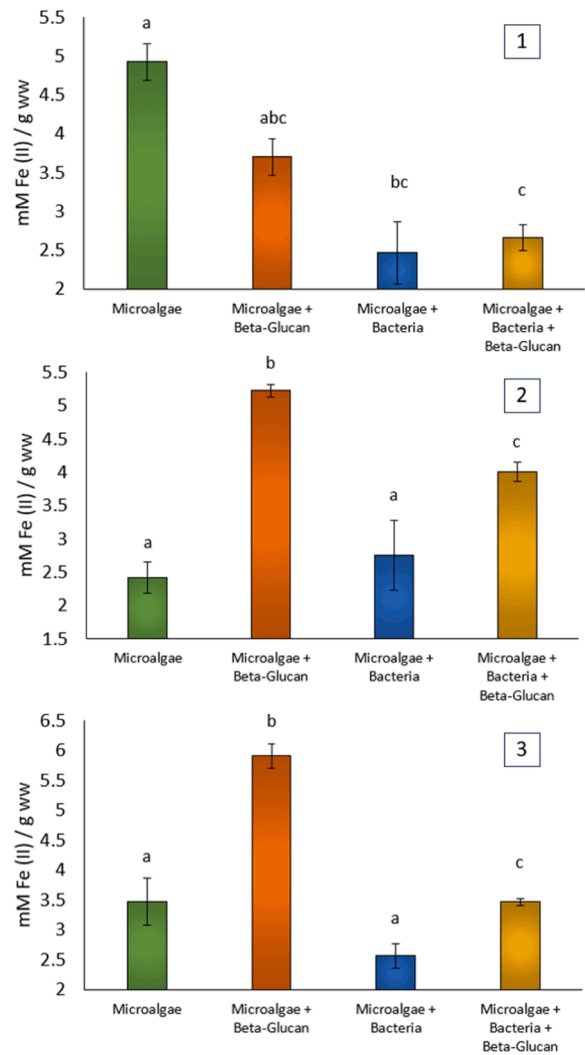 5.5
5
4.5
4
3.5
3
2.5
2
mM Fe (II) / g ww
1
a
abc
bc
c
Microalgae
Microalgae +
Beta-Glucan
Microalgae +
Bacteria
Microalgae +
Bacteria +
Beta-Glucan
5.5
5
4.5
4
3.5
3
2.5
2
1.5
mM Fe (II) / g ww
2
a
b
a
c
Microalgae
Microalgae +
Beta-Glucan
Microalgae +
Bacteria
Microalgae +
Bacteria +
Beta-Glucan
6.5
6
5.5
5
4.5
4
3.5
3
2.5
2
mM Fe (II) / g ww
3
a
b
a
c
Microalgae
Microalgae +
Beta-Glucan
Microalgae +
Bacteria
Microalgae +
Bacteria +
Beta-Glucan